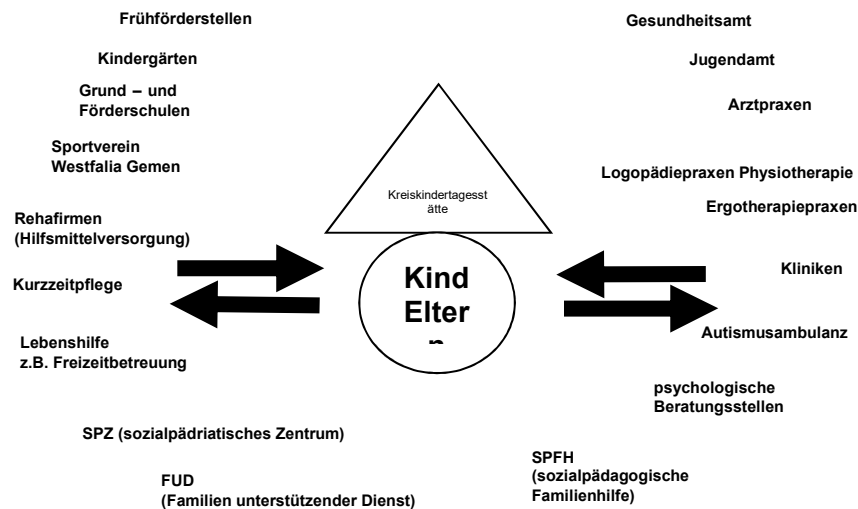 Frühförderstellen
Kindergärten
Grund – und
Förderschulen
Sportverein
Westfalia Gemen
Rehafirmen
(Hilfsmittelversorgung)
Kurzzeitpflege
Lebenshilfe
z.B. Freizeitbetreuung
SPZ (sozialpädriatisches Zentrum)
FUD
(Familien unterstützender Dienst)
Kreiskindertagesst
ätte
Kind
Elter
n
Gesundheitsamt
Jugendamt
Arztpraxen
Logopädiepraxen Physiotherapie
Ergotherapiepraxen
Kliniken
Autismusambulanz
psychologische
Beratungsstellen
SPFH
(sozialpädagogische
Familienhilfe)